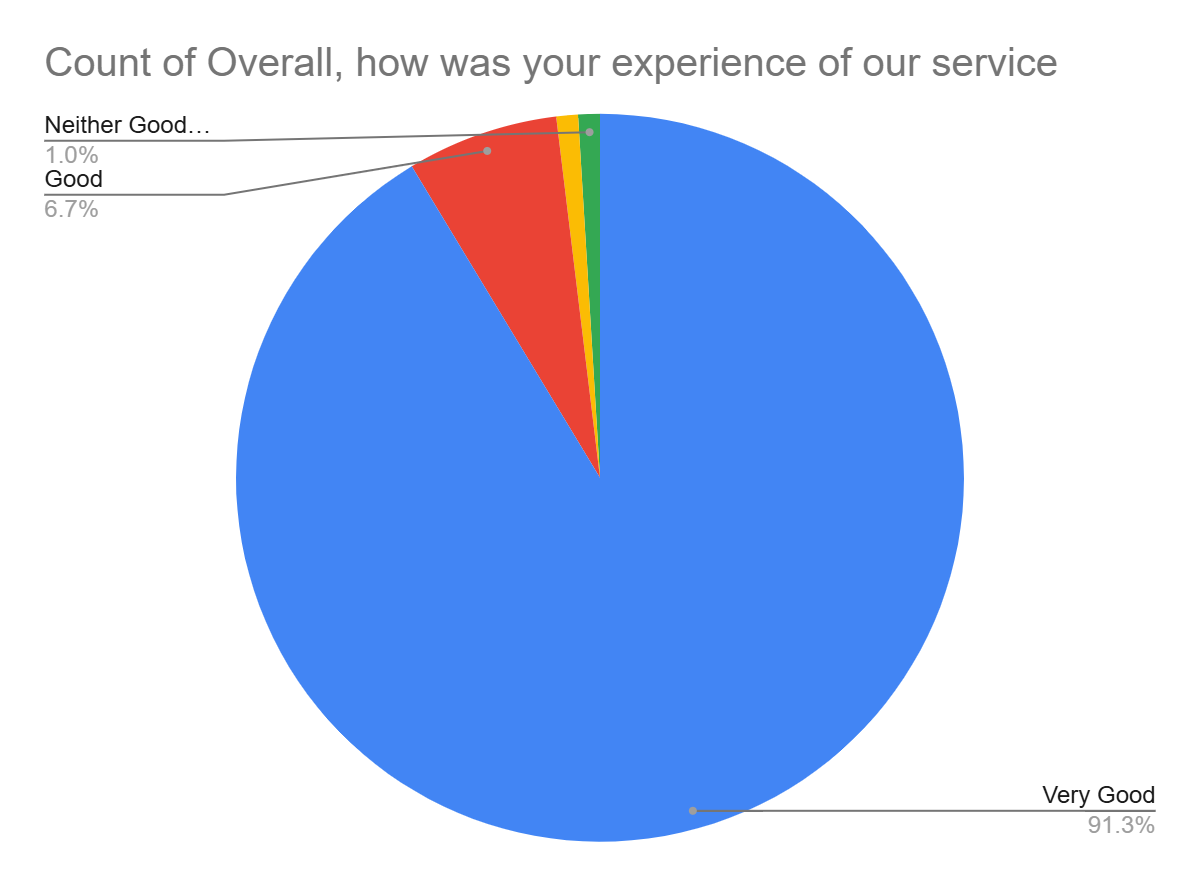 Count of Overall, how was your experience of our service
Neither Good…
1.0%
Good
6.7%
Very Good
91.3%